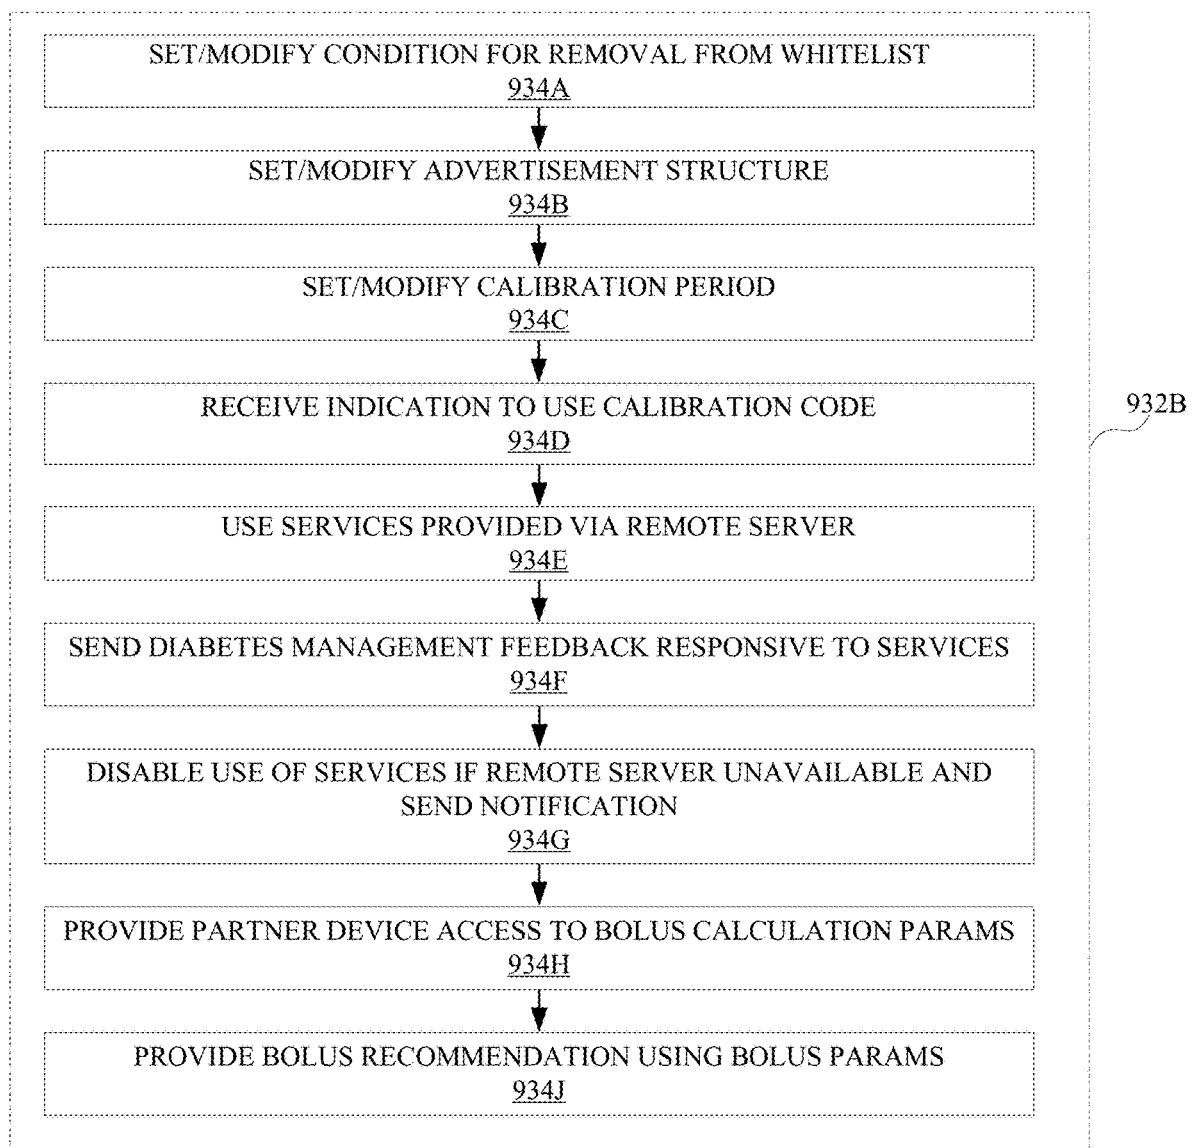 SET/MODIFY CONDITION FOR REMOVAL FROM WHITELIST
934A
SET/MODIFY ADVERTISEMENT STRUCTURE
934B
SET/MODIFY CALIBRATION PERIOD
934C
RECEIVE INDICATION TO USE CALIBRATION CODE
934D
932B
USE SERVICES PROVIDED VIA REMOTE SERVER
934E
SEND DIABETES MANAGEMENT FEEDBACK RESPONSIVE TO SERVICES
934F
DISABLE USE OF SERVICES IF REMOTE SERVER UNAVAILABLE AND
SEND NOTIFICATION
934G
PROVIDE PARTNER DEVICE ACCESS TO BOLUS CALCULATION PARAMS
934H
PROVIDE BOLUS RECOMMENDATION USING BOLUS PARAMS
934J